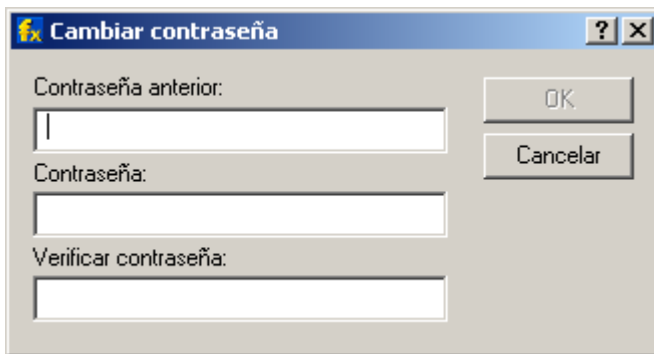 Cambiar contraseña
Contraseña anterior:
OK
Contraseña:
Cancelar
Verificar contraseña: